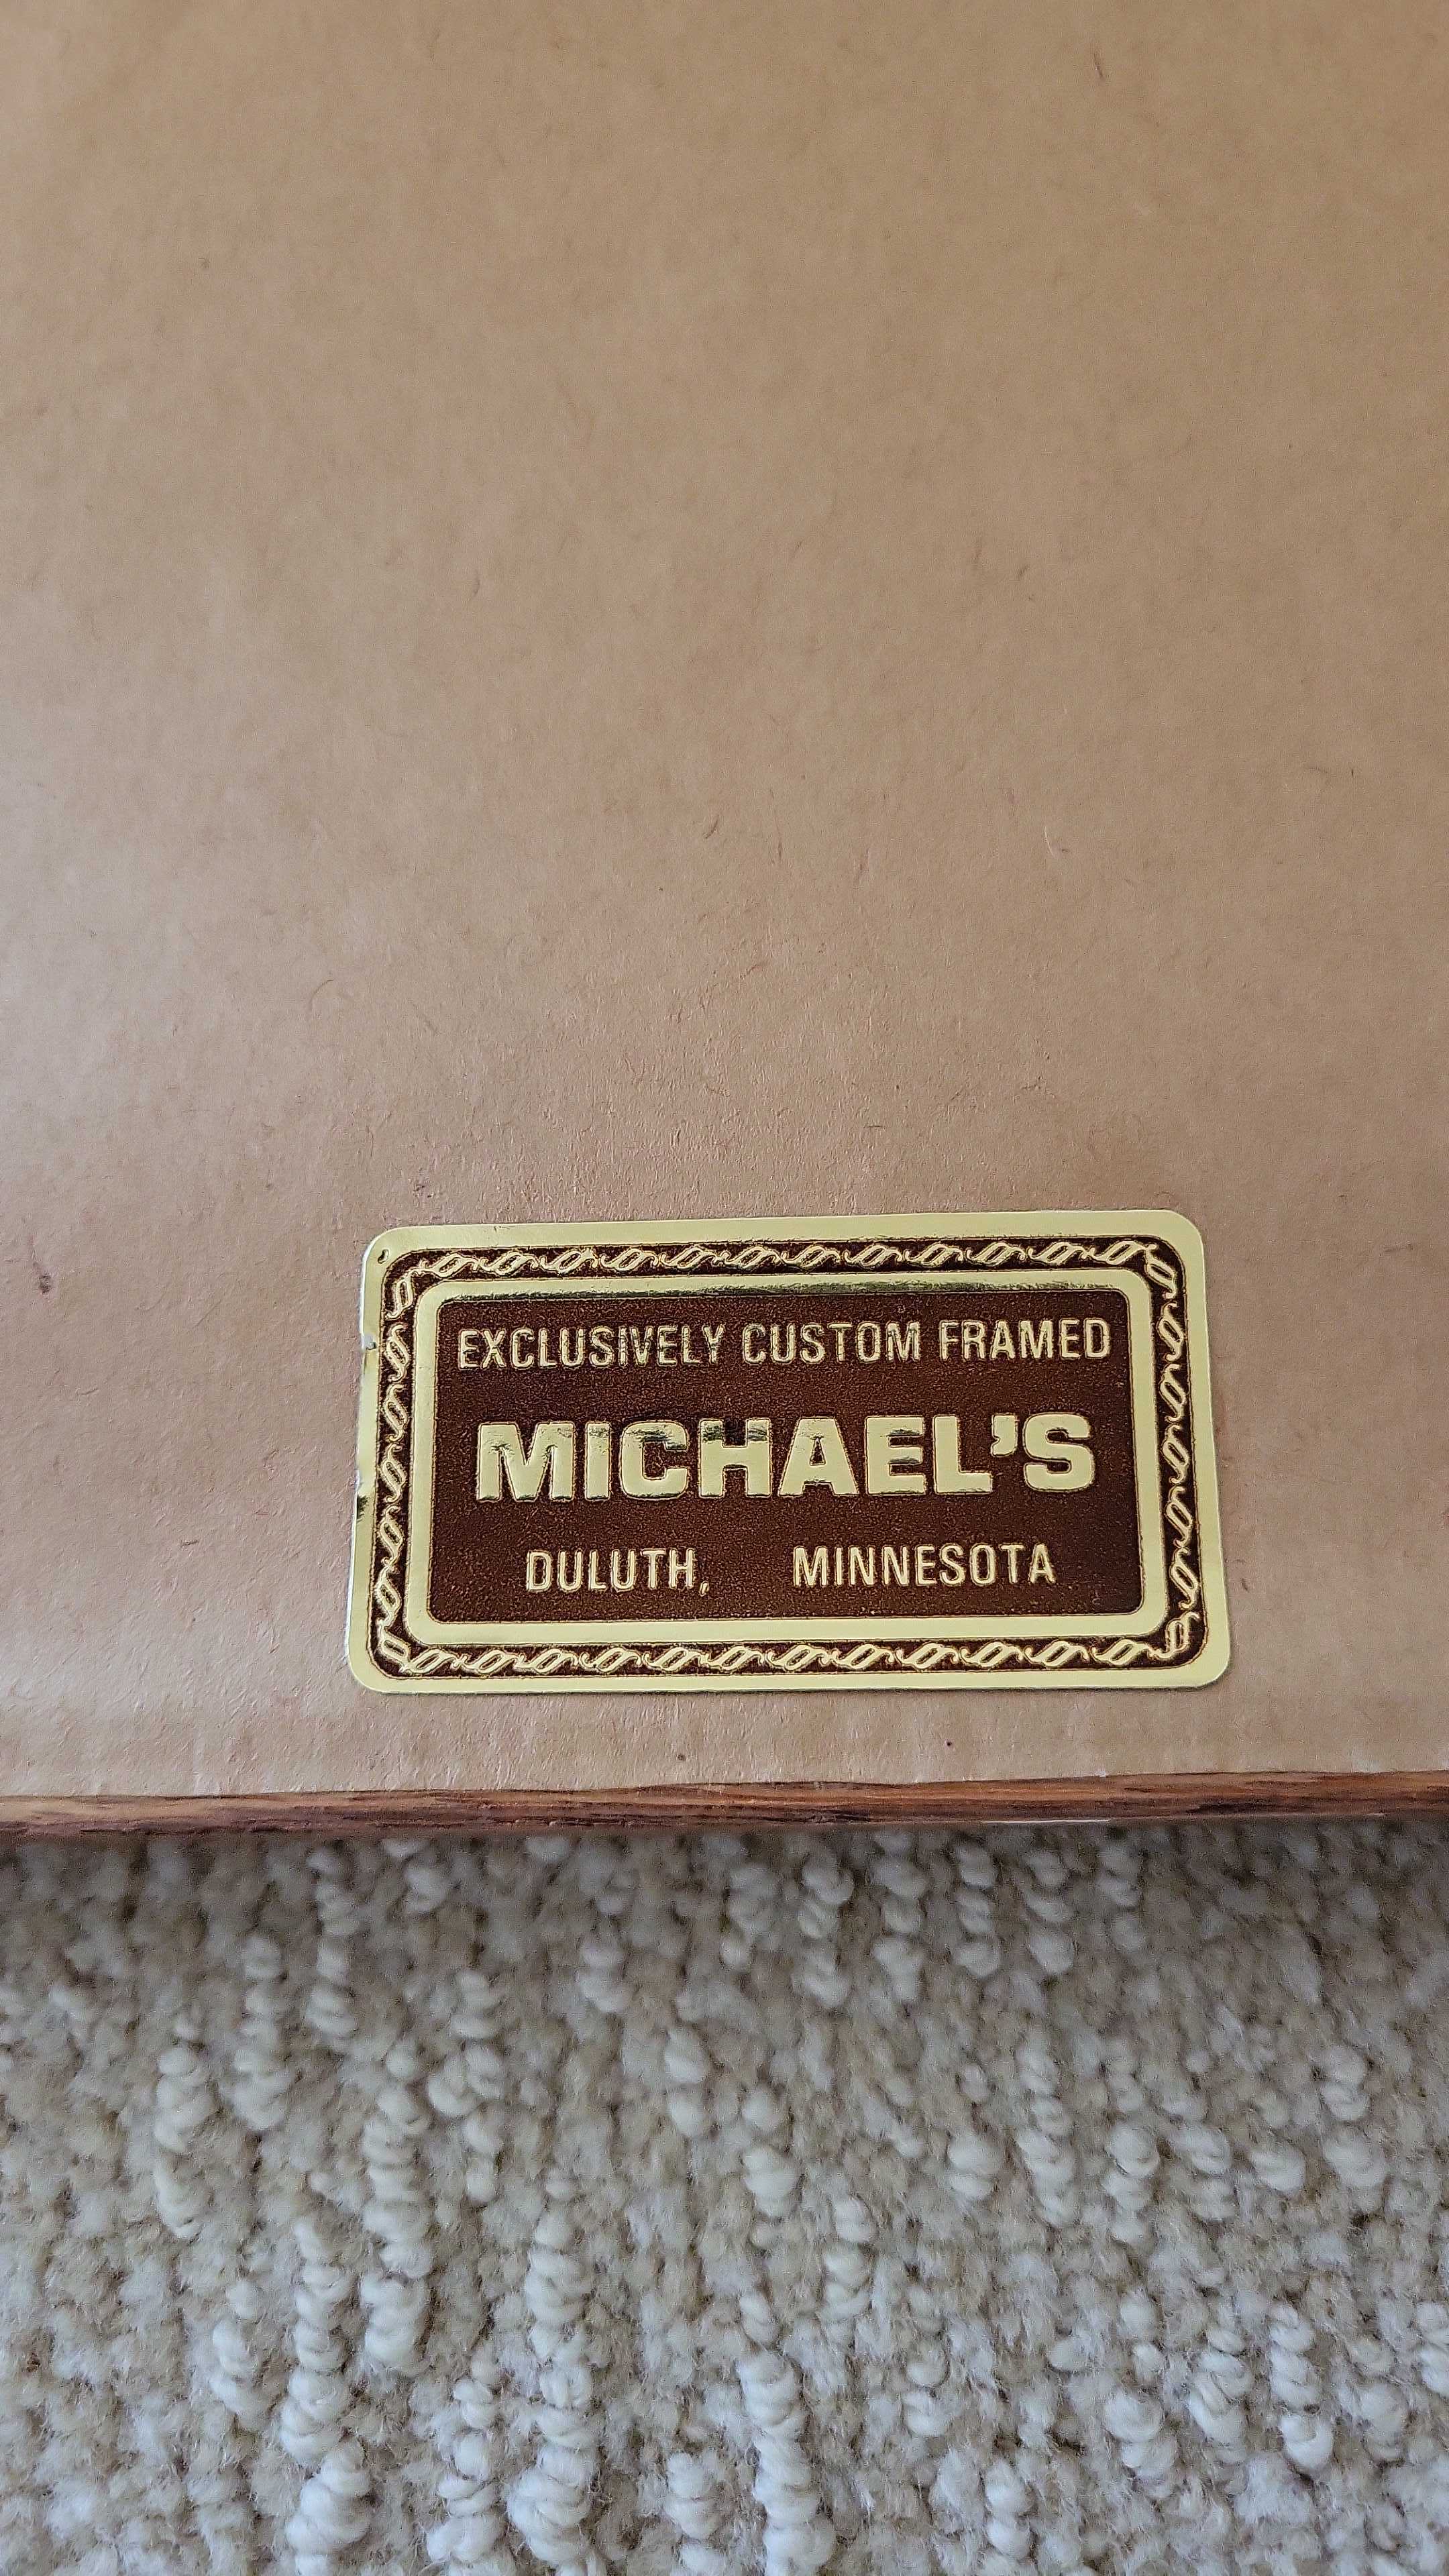 EXCLUSIVELY CUSTOM FRAMED
MICHAEL'S
DULUTH, MINNESOTA